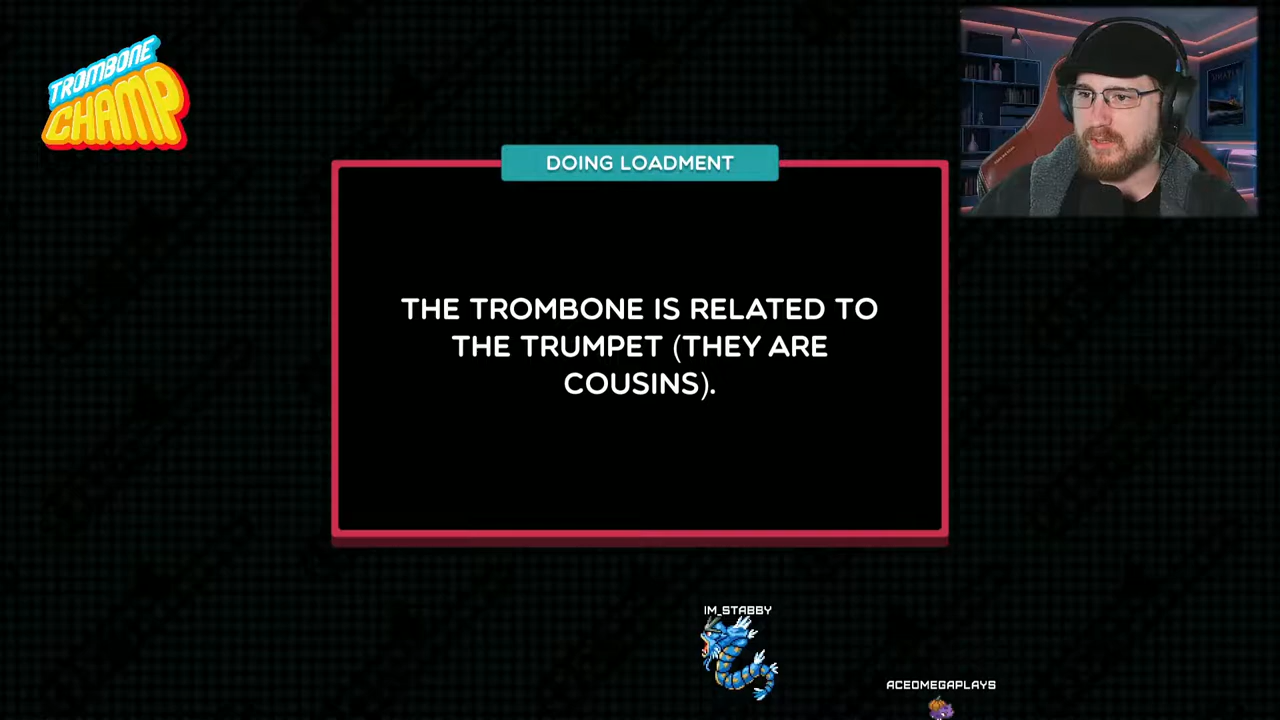 TROMBONE
CHAMP
DOING LOADMENT
THE TROMBONE IS RELATED TO
THE TRUMPET (THEY ARE
COUSINS).
IM_STABBY
ACEOMEGAPLAYS